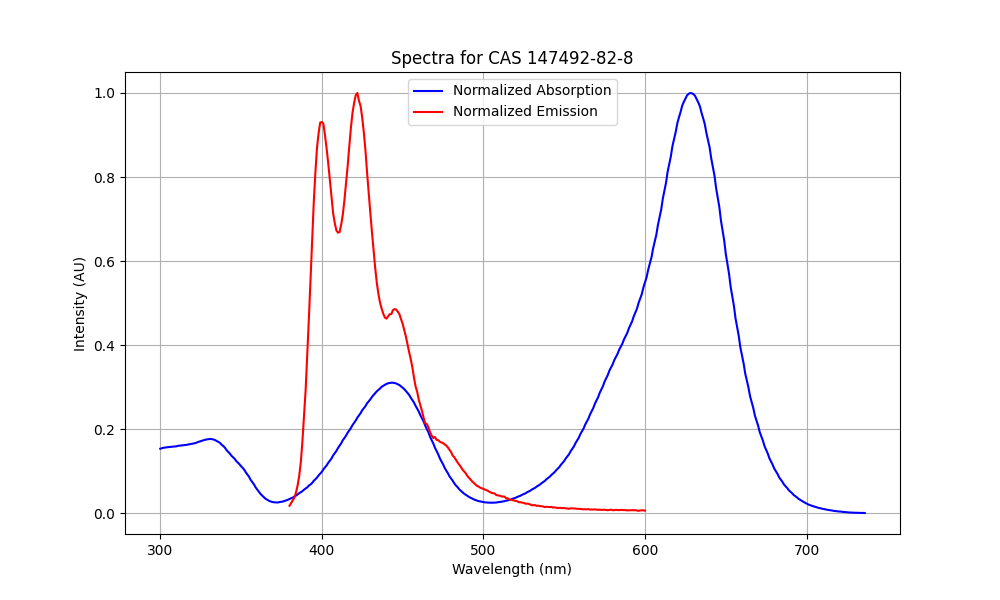 Spectra for CAS 147492-82-8
Normalized Absorption
Normalized Emission
Intensity (AU)
1.0
0.8
0.6
0.4
0.2
0.0
300 400 500 600 700
Wavelength (nm)